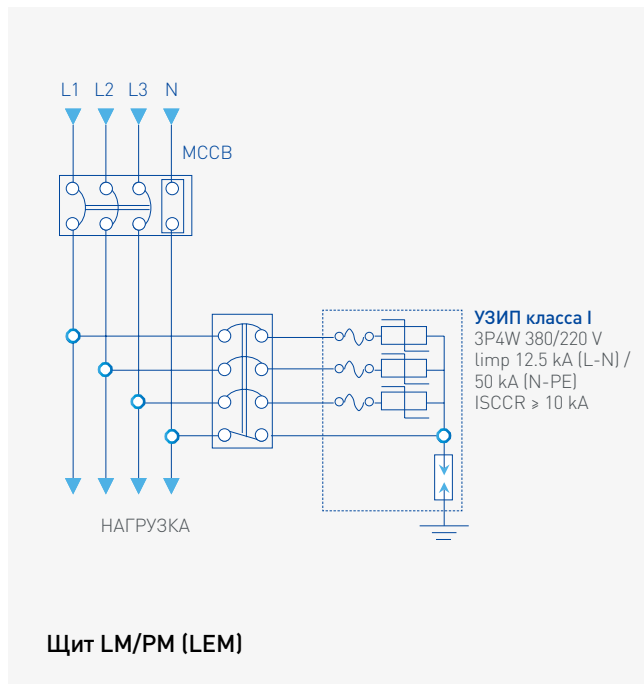 L1 L2 L3 N
MCCB
УЗИП класса I
3P4W 380/220 V
limp 12.5 kA (L-N) /
50 kA (N-PE)
ISCCR ⩾ 10 kA
НАГРУЗКА
Щит LM/PM (LEM)